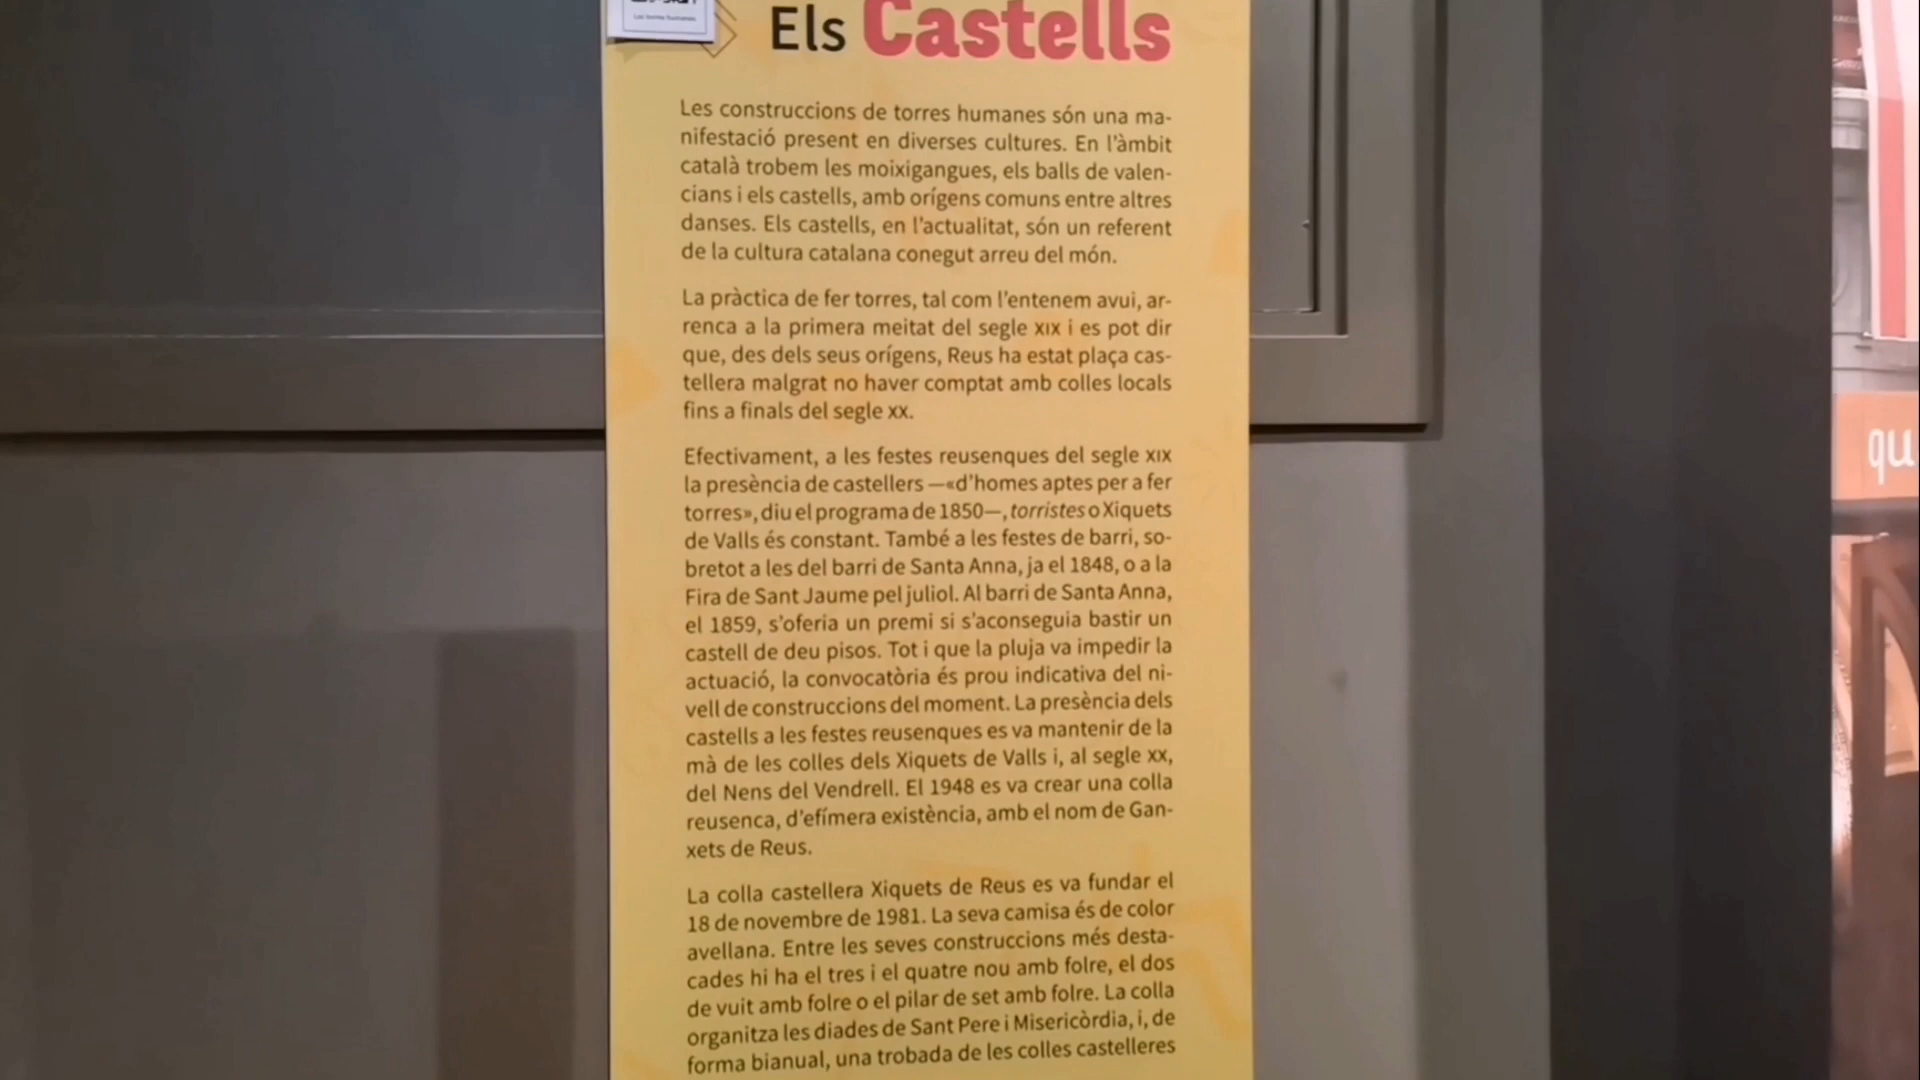 Les torres humanes
Els Castells
Les construccions de torres humanes són una ma-
nifestació present en diverses cultures. En l'àmbit
català trobem les moixigangues, els balls de valen-
cians i els castells, amb orígens comuns entre altres
danses. Els castells, en l'actualitat, són un referent
de la cultura catalana conegut arreu del món.
La pràctica de fer torres, tal com l'entenem avui, ar-
renca a la primera meitat del segle XIX i es pot dir
que, des dels seus orígens, Reus ha estat plaça cas-
tellera malgrat no haver comptat amb colles locals
fins a finals del segle XX.
Efectivament, a les festes reusenques del segle XIX
la presència de castellers —«d'homes aptes per a fer
torres», diu el programa de 1850—, torristes o Xiquets
de Valls és constant. També a les festes de barri, so-
bretot a les del barri de Santa Anna, ja el 1848, o a la
Fira de Sant Jaume pel juliol. Al barri de Santa Anna,
el 1859, s'oferia un premi si s'aconseguia bastir un
castell de deu pisos. Tot i que la pluja va impedir la
actuació, la convocatòria és prou indicativa del ni-
vell de construccions del moment. La presència dels
castells a les festes reusenques es va mantenir de la
mà de les colles dels Xiquets de Valls i, al segle XX,
del Nens del Vendrell. El 1948 es va crear una colla
reusenca, d'efímera existència, amb el nom de Gan-
xets de Reus.
La colla castellera Xiquets de Reus es va fundar el
18 de novembre de 1981. La seva camisa és de color
avellana. Entre les seves construccions més desta-
cades hi ha el tres i el quatre nou amb folre, el dos
de vuit amb folre o el pilar de set amb folre. La colla
organitza les diades de Sant Pere i Misericòrdia, i, de
forma bianual, una trobada de les colles castelleres
qu